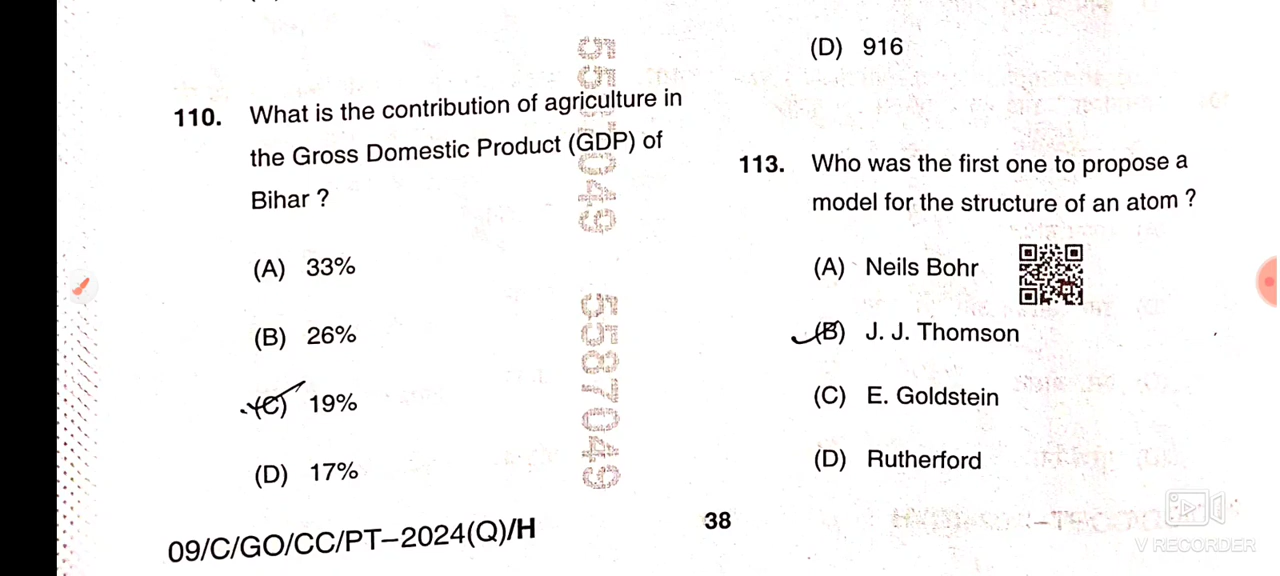 110. What is the contribution of agriculture in
the Gross Domestic Product (GDP) of
Bihar ?
(A) 33%
(B) 26%
(C) 19%
(D) 17%
09/C/GO/CC/PT–2024(Q)/H
5587049
5587049
38
(D) 916
113. Who was the first one to propose a
model for the structure of an atom ?
(A) Neils Bohr
(B) J. J. Thomson
(C) E. Goldstein
(D) Rutherford
V RECORDER